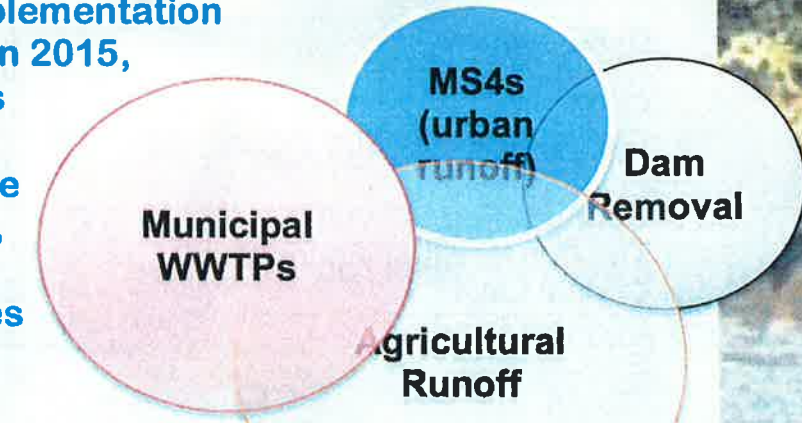 plementation
n 2015,
s
e
es
MS4s
(urban
runoff)
Dam
Removal
Municipal
WWTPs
Agricultural
Runoff